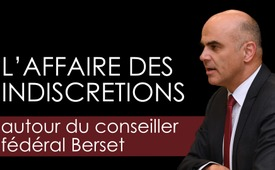 L'AFFAIRE DES
INDISCRETIONS
autour du conseiller
fédéral Berset